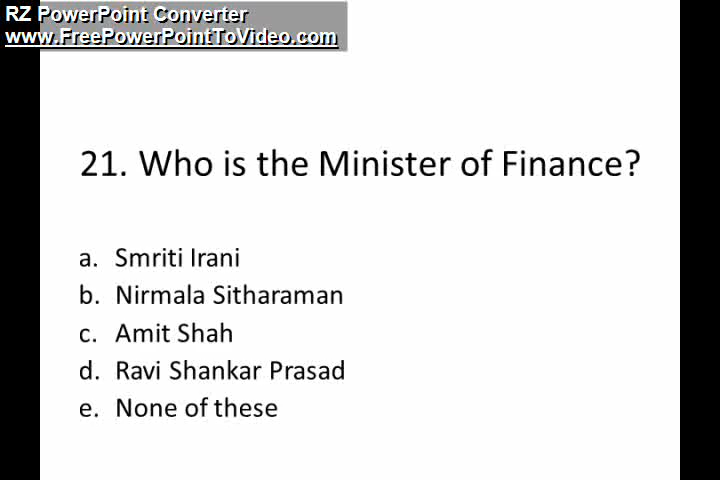 RZ PowerPoint Converter
www.FreePowerPointToVideo.com
21. Who is the Minister of Finance?
a. Smriti Irani
b. Nirmala Sitharaman
c. Amit Shah
d. Ravi Shankar Prasad
e. None of these